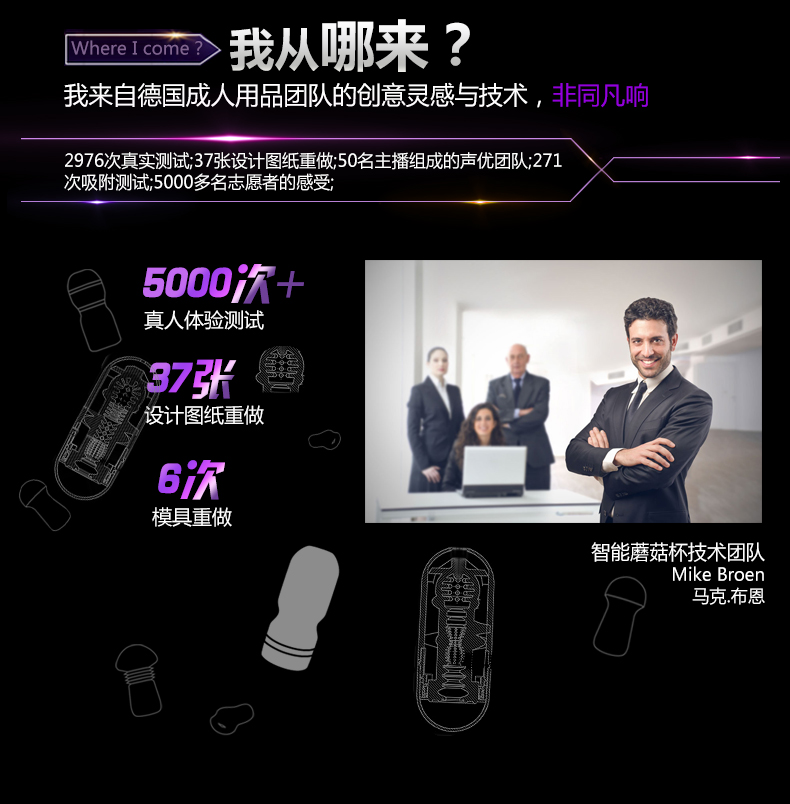 Where I come ?
我从哪来？
我来自德国成人用品团队的创意灵感与技术，非同凡响
2976次真实测试;37张设计图纸重做;50名主播组成的声优团队;271
次吸附测试;5000多名志愿者的感受;
5000次+
真人体验测试
37张
设计图纸重做
6次
模具重做
智能蘑菇杯技术团队
Mike Broen
马克.布恩